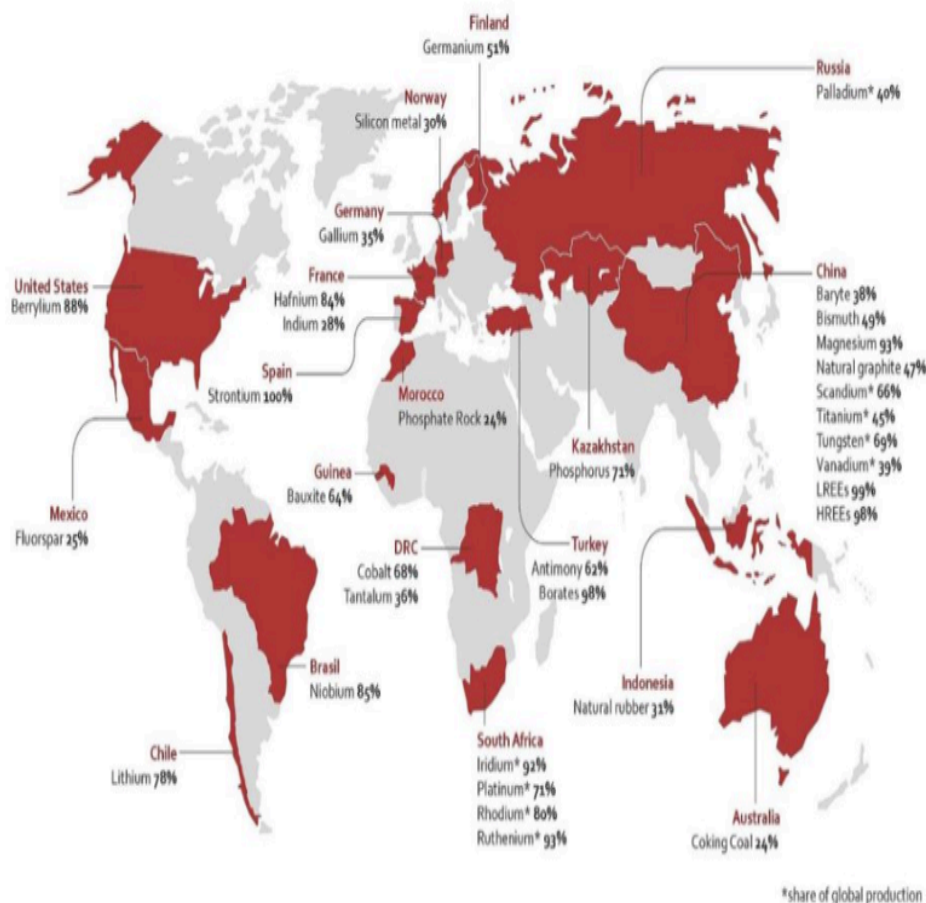 Finland
Germanium 51%
Norway
Silicon metal 30%
Russia
Palladium* 40%
Germany
Gallium 35%
United States
Berrylium 88%
France
Hafnium 84%
Indium 28%
Spain
Strontium 100%
Morocco
Phosphate Rock 24%
China
Baryte 38%
Bismuth 49%
Magnesium 93%
Natural graphite 47%
Scandium* 66%
Titanium* 45%
Tungsten* 69%
Vanadium* 39%
LREEs 99%
HREEs 98%
Kazakhstan
Phosphorus 71%
Guinea
Bauxite 64%
Mexico
Fluorspar 25%
DRC
Cobalt 68%
Tantalum 36%
Turkey
Antimony 62%
Borates 98%
Brasil
Niobium 85%
Indonesia
Natural rubber 31%
Chile
Lithium 78%
South Africa
Iridium* 92%
Platinum* 71%
Rhodium* 80%
Ruthenium* 93%
Australia
Coking Coal 24%
*share of global production